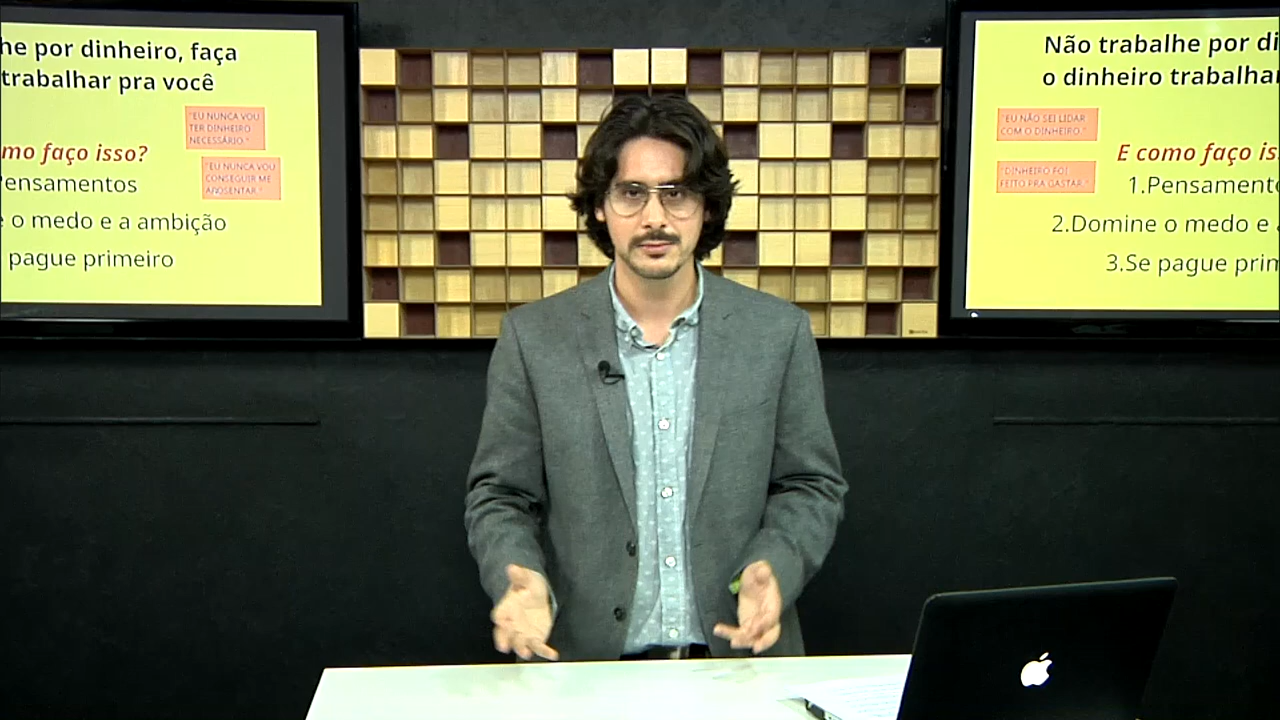 he por dinheiro, faça
trabalhar pra você
"EU NUNCA VOU
TER DINHEIRO
NECESSÁRIO."
mo faço isso?
"EU NUNCA VOU
CONSEGUIR ME
APOSENTAR."
Pensamentos
e o medo e a ambição
pague primeiro
Não trabalhe por di
o dinheiro trabalhar
"EU NÃO SEI LIDAR
COM O DINHEIRO."
E como faço is
"DINHEIRO FOI
FEITO PRA GASTAR."
1.Pensamento
2.Domine o medo e
3.Se pague prim